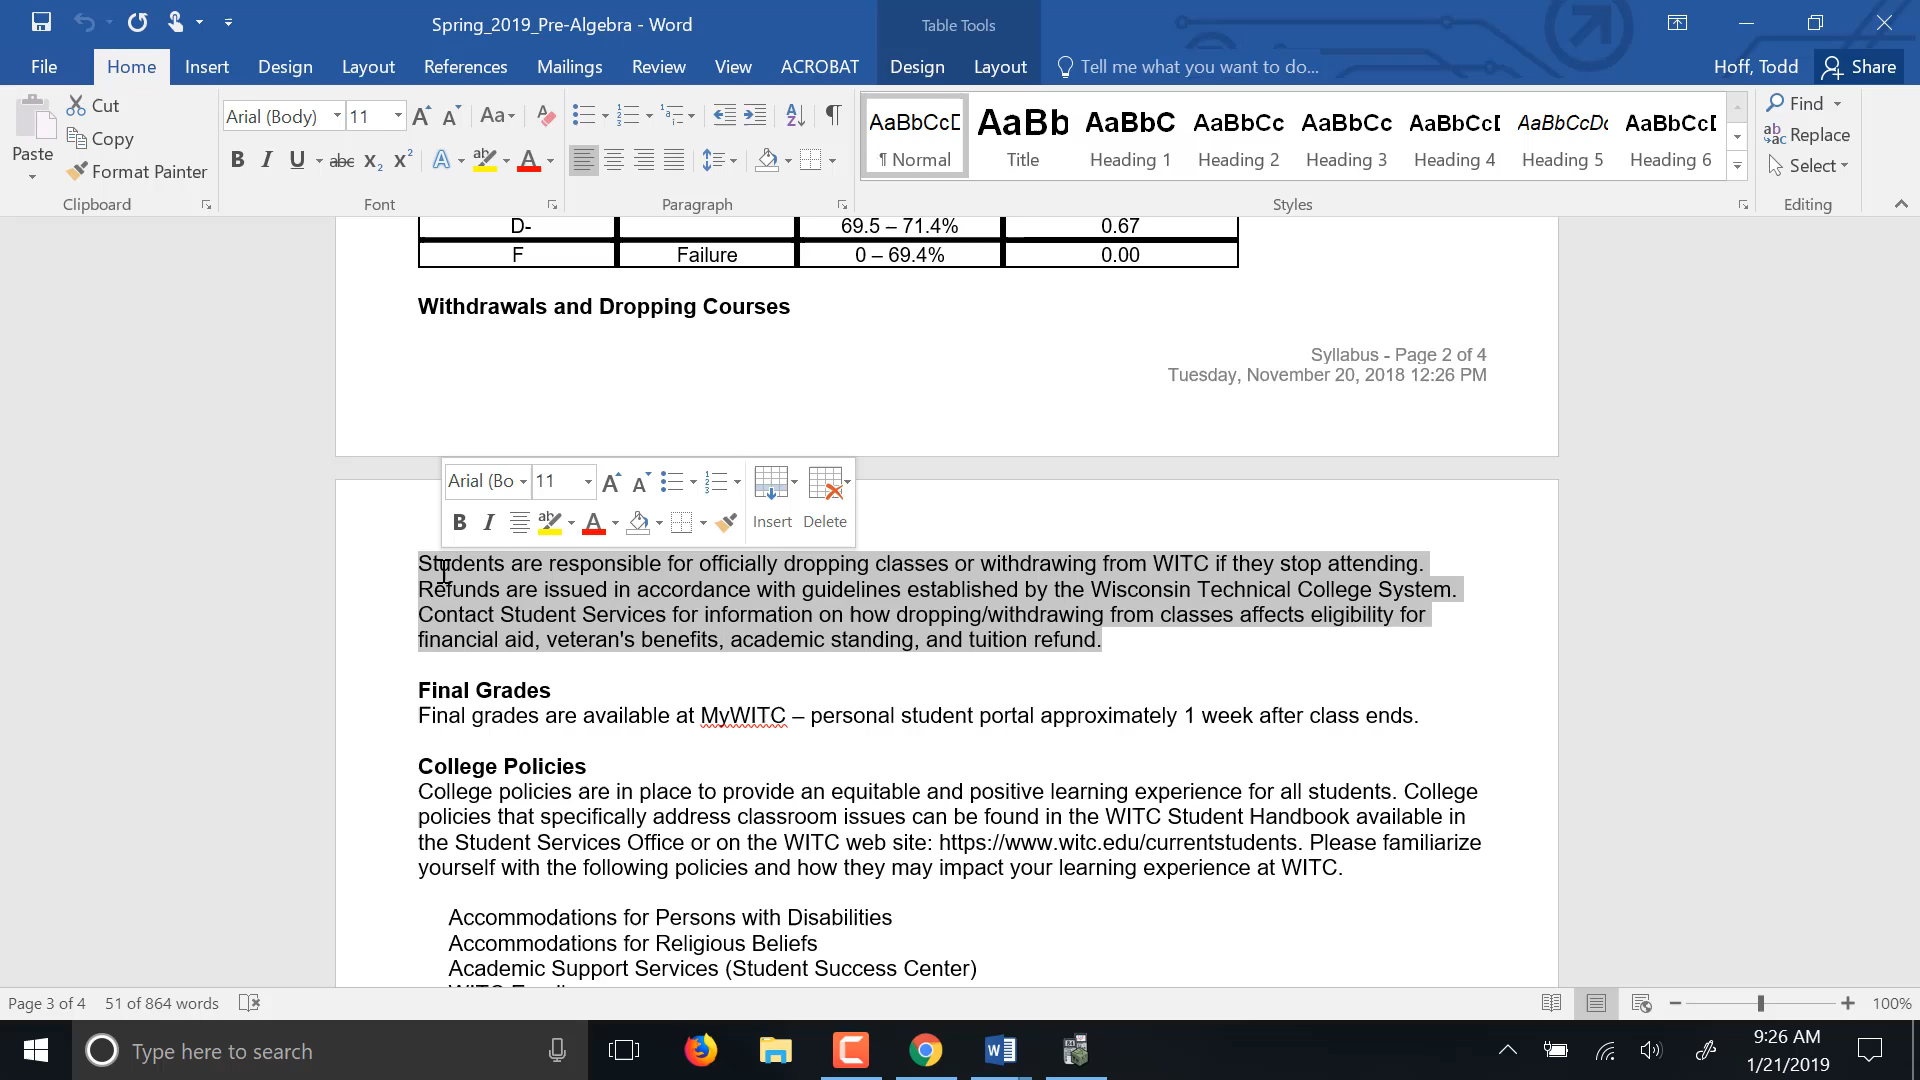 Spring_2019_Pre-Algebra - Word
Table Tools
File Home Insert Design Layout References Mailings Review View ACROBAT Design Layout Tell me what you want to do... Hoff, Todd Share
Paste
Cut
Copy
Format Painter
Clipboard
Arial (Body) 11
Font
Paragraph
AaBbCcD AaBb AaBbC AaBbCc AaBbCc AaBbCcD AaBbCcDc AaBbCcD
¶ Normal Title Heading 1 Heading 2 Heading 3 Heading 4 Heading 5 Heading 6
Styles
Find
Replace
Select
Editing
D- 69.5 – 71.4% 0.67
F Failure 0 – 69.4% 0.00
Withdrawals and Dropping Courses
Syllabus - Page 2 of 4
Tuesday, November 20, 2018 12:26 PM
Arial (Bo 11
Insert Delete
Students are responsible for officially dropping classes or withdrawing from WITC if they stop attending.
Refunds are issued in accordance with guidelines established by the Wisconsin Technical College System.
Contact Student Services for information on how dropping/withdrawing from classes affects eligibility for
financial aid, veteran's benefits, academic standing, and tuition refund.
Final Grades
Final grades are available at MyWITC – personal student portal approximately 1 week after class ends.
College Policies
College policies are in place to provide an equitable and positive learning experience for all students. College
policies that specifically address classroom issues can be found in the WITC Student Handbook available in
the Student Services Office or on the WITC web site: https://www.witc.edu/currentstudents. Please familiarize
yourself with the following policies and how they may impact your learning experience at WITC.
Accommodations for Persons with Disabilities
Accommodations for Religious Beliefs
Academic Support Services (Student Success Center)
Page 3 of 4 51 of 864 words 100%
Type here to search
9:26 AM
1/21/2019